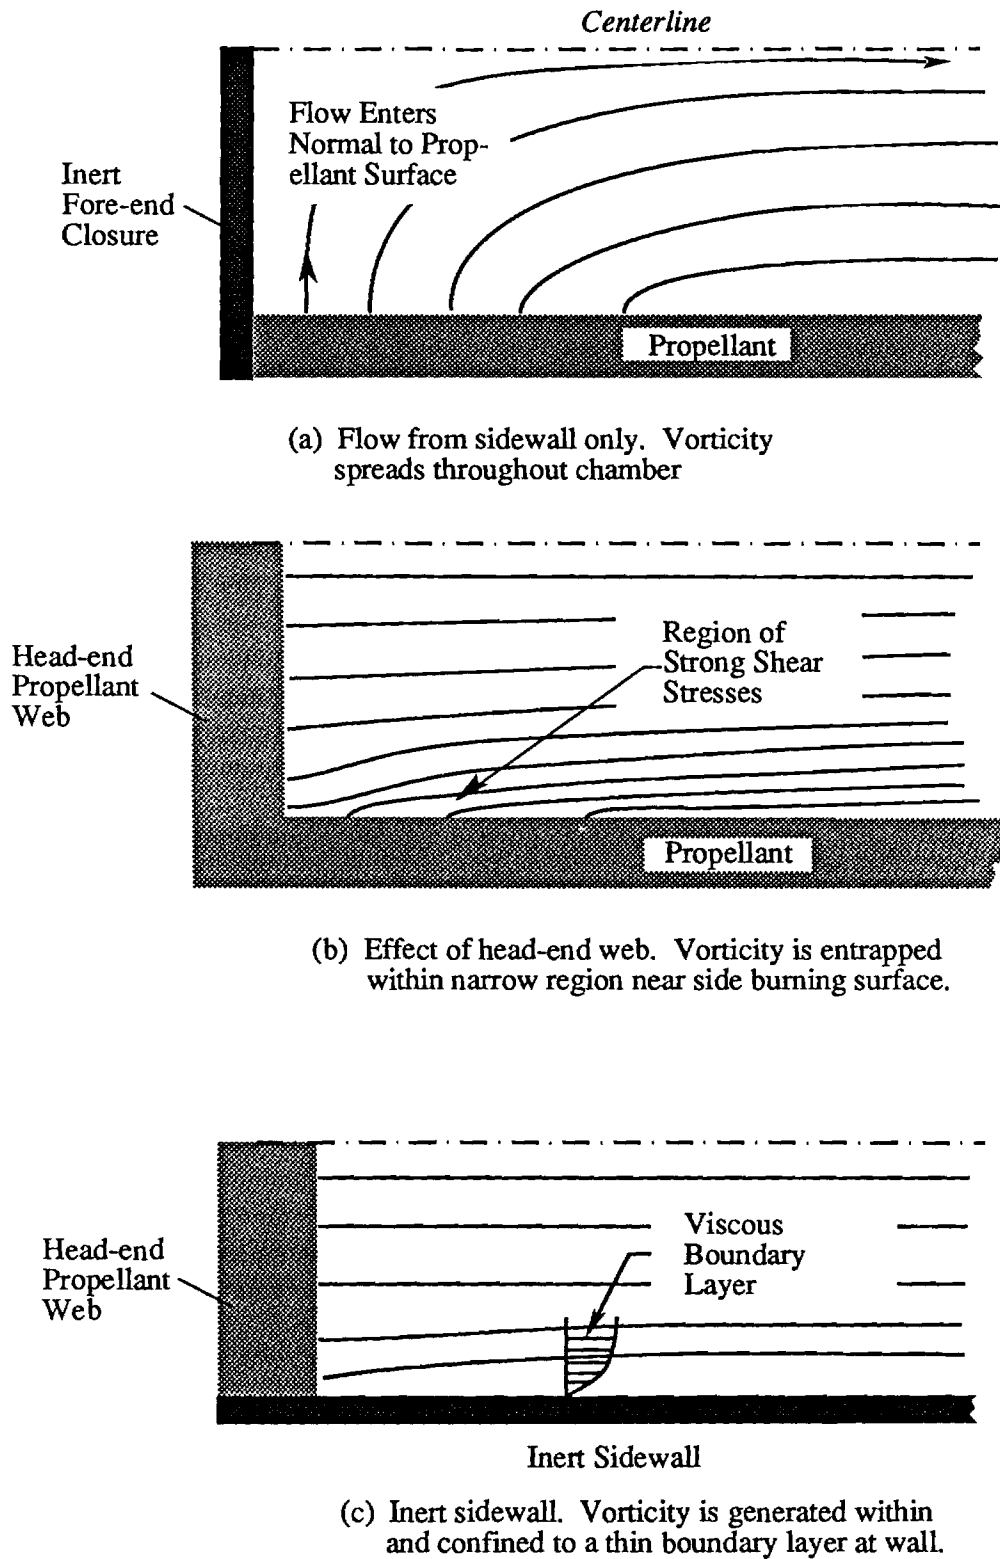 Centerline
Flow Enters
Normal to Prop-
ellant Surface
Inert
Fore-end
Closure
Propellant
(a) Flow from sidewall only. Vorticity
spreads throughout chamber
Head-end
Propellant
Web
Region of
Strong Shear
Stresses
Propellant
(b) Effect of head-end web. Vorticity is entrapped
within narrow region near side burning surface.
Head-end
Propellant
Web
Viscous
Boundary
Layer
Inert Sidewall
(c) Inert sidewall. Vorticity is generated within
and confined to a thin boundary layer at wall.